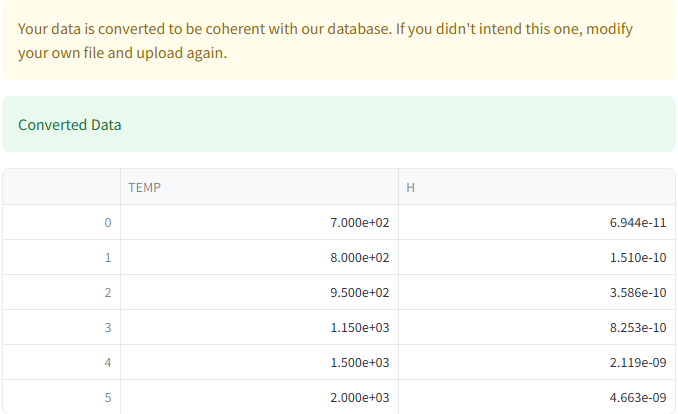 Your data is converted to be coherent with our database. If you didn't intend this one, modify
your own file and upload again.
Converted Data
TEMP H
0 7.000e+02 6.944e-11
1 8.000e+02 1.510e-10
2 9.500e+02 3.586e-10
3 1.150e+03 8.253e-10
4 1.500e+03 2.119e-09
5 2.000e+03 4.663e-09